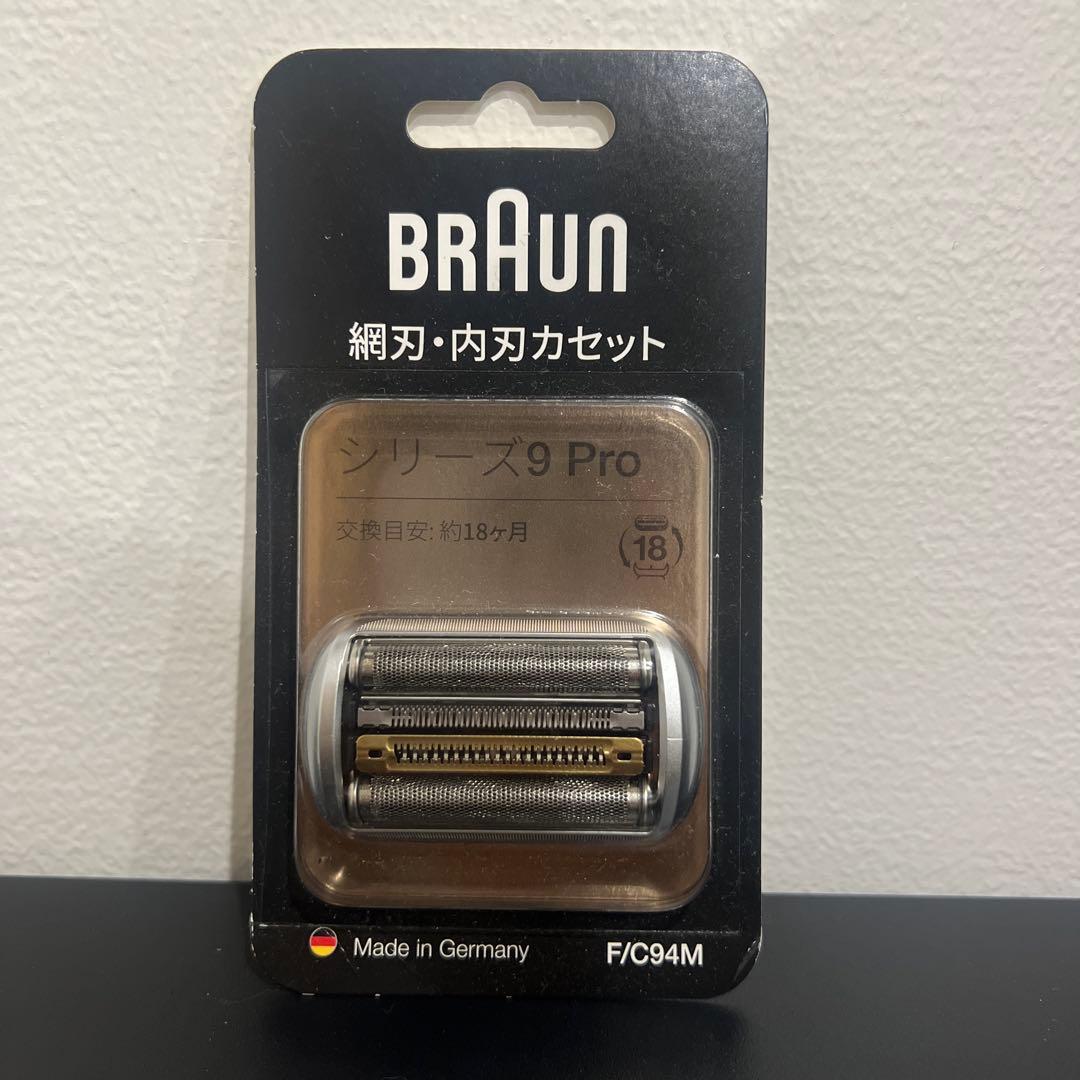 BRAUN
網刃・内刃カセット
シリーズ9 Pro
交換目安: 約18ヶ月
18
Made in Germany
F/C94M